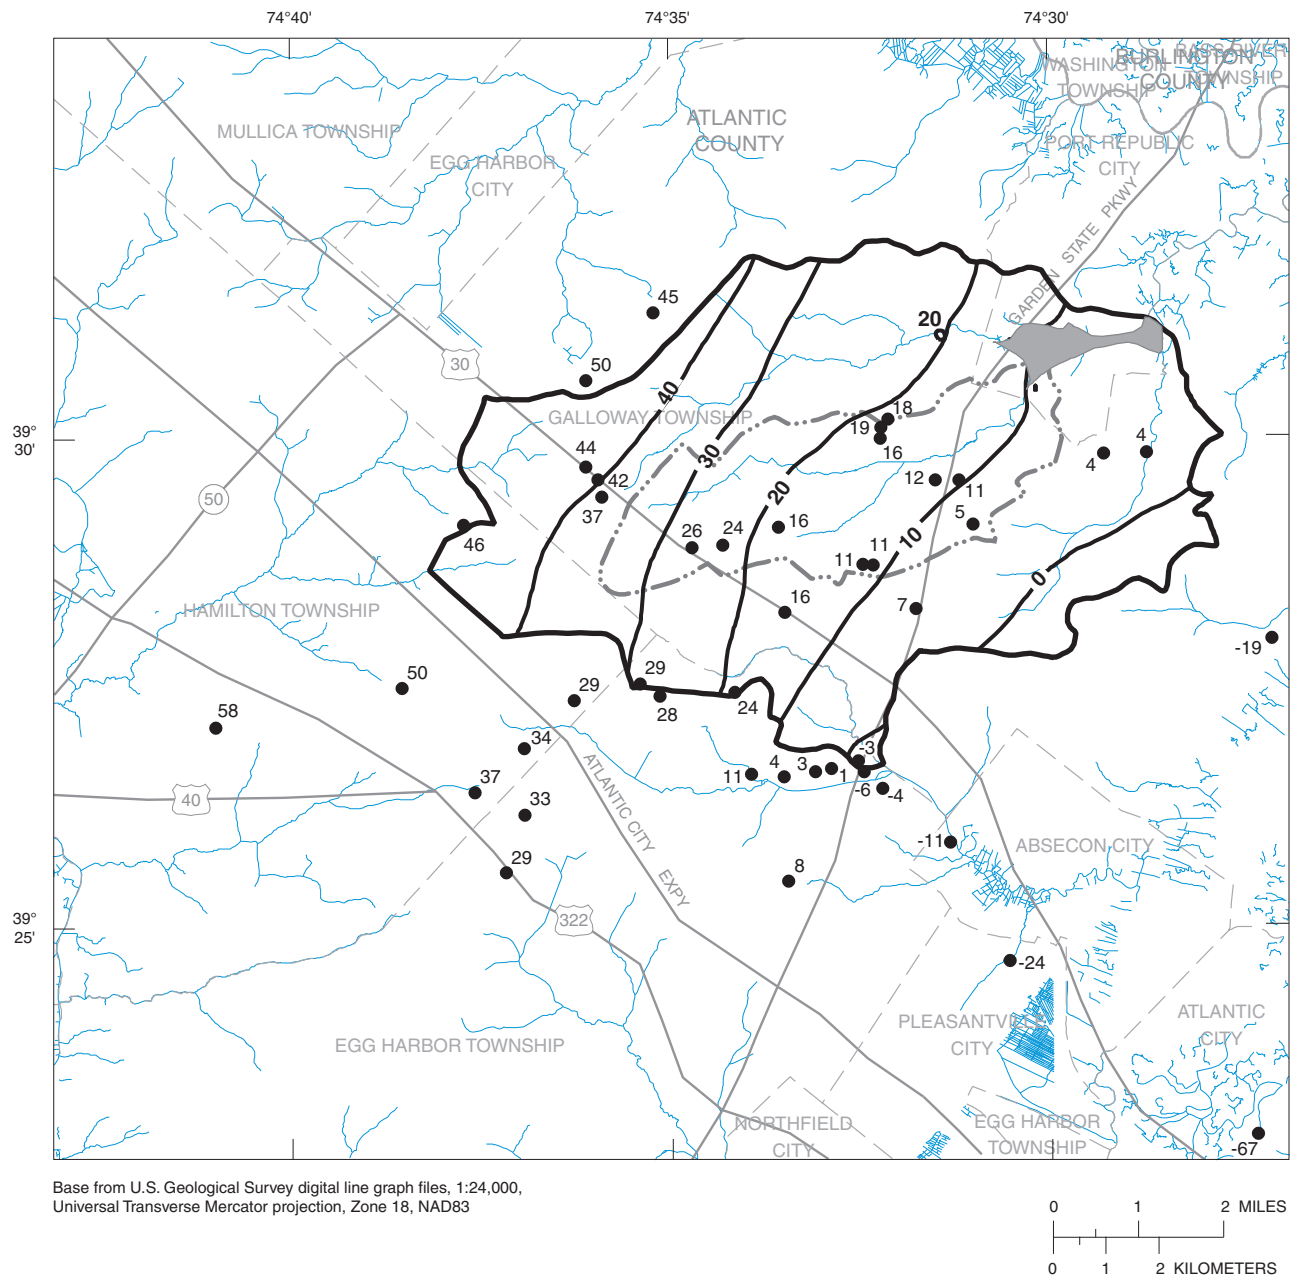 74°40'
74°35'
74°30'
BURLINGTON
COUNTY
BASS RIVER
TOWNSHIP
WASHINGTON
TOWNSHIP
ATLANTIC
COUNTY
MULLICA TOWNSHIP
EGG HARBOR
CITY
PORT REPUBLIC
CITY
GARDEN STATE PKWY
45
20
30
50
40
GALLOWAY TOWNSHIP
18
19
16
39°
30'
44
42
37
30
4
4
12
11
50
20
16
5
46
26
24
10
11
11
0
HAMILTON TOWNSHIP
16
7
-19
50
29
29
28
24
58
34
-3
11
4
3
1
-6
-4
37
40
33
ATLANTIC CITY EXPY
-11
ABSECON CITY
29
8
322
39°
25'
-24
PLEASANTVILLE
CITY
ATLANTIC
CITY
EGG HARBOR TOWNSHIP
NORTHFIELD
CITY
EGG HARBOR
TOWNSHIP
-67
Base from U.S. Geological Survey digital line graph files, 1:24,000,
Universal Transverse Mercator projection, Zone 18, NAD83
0 1 2 MILES
0 1 2 KILOMETERS